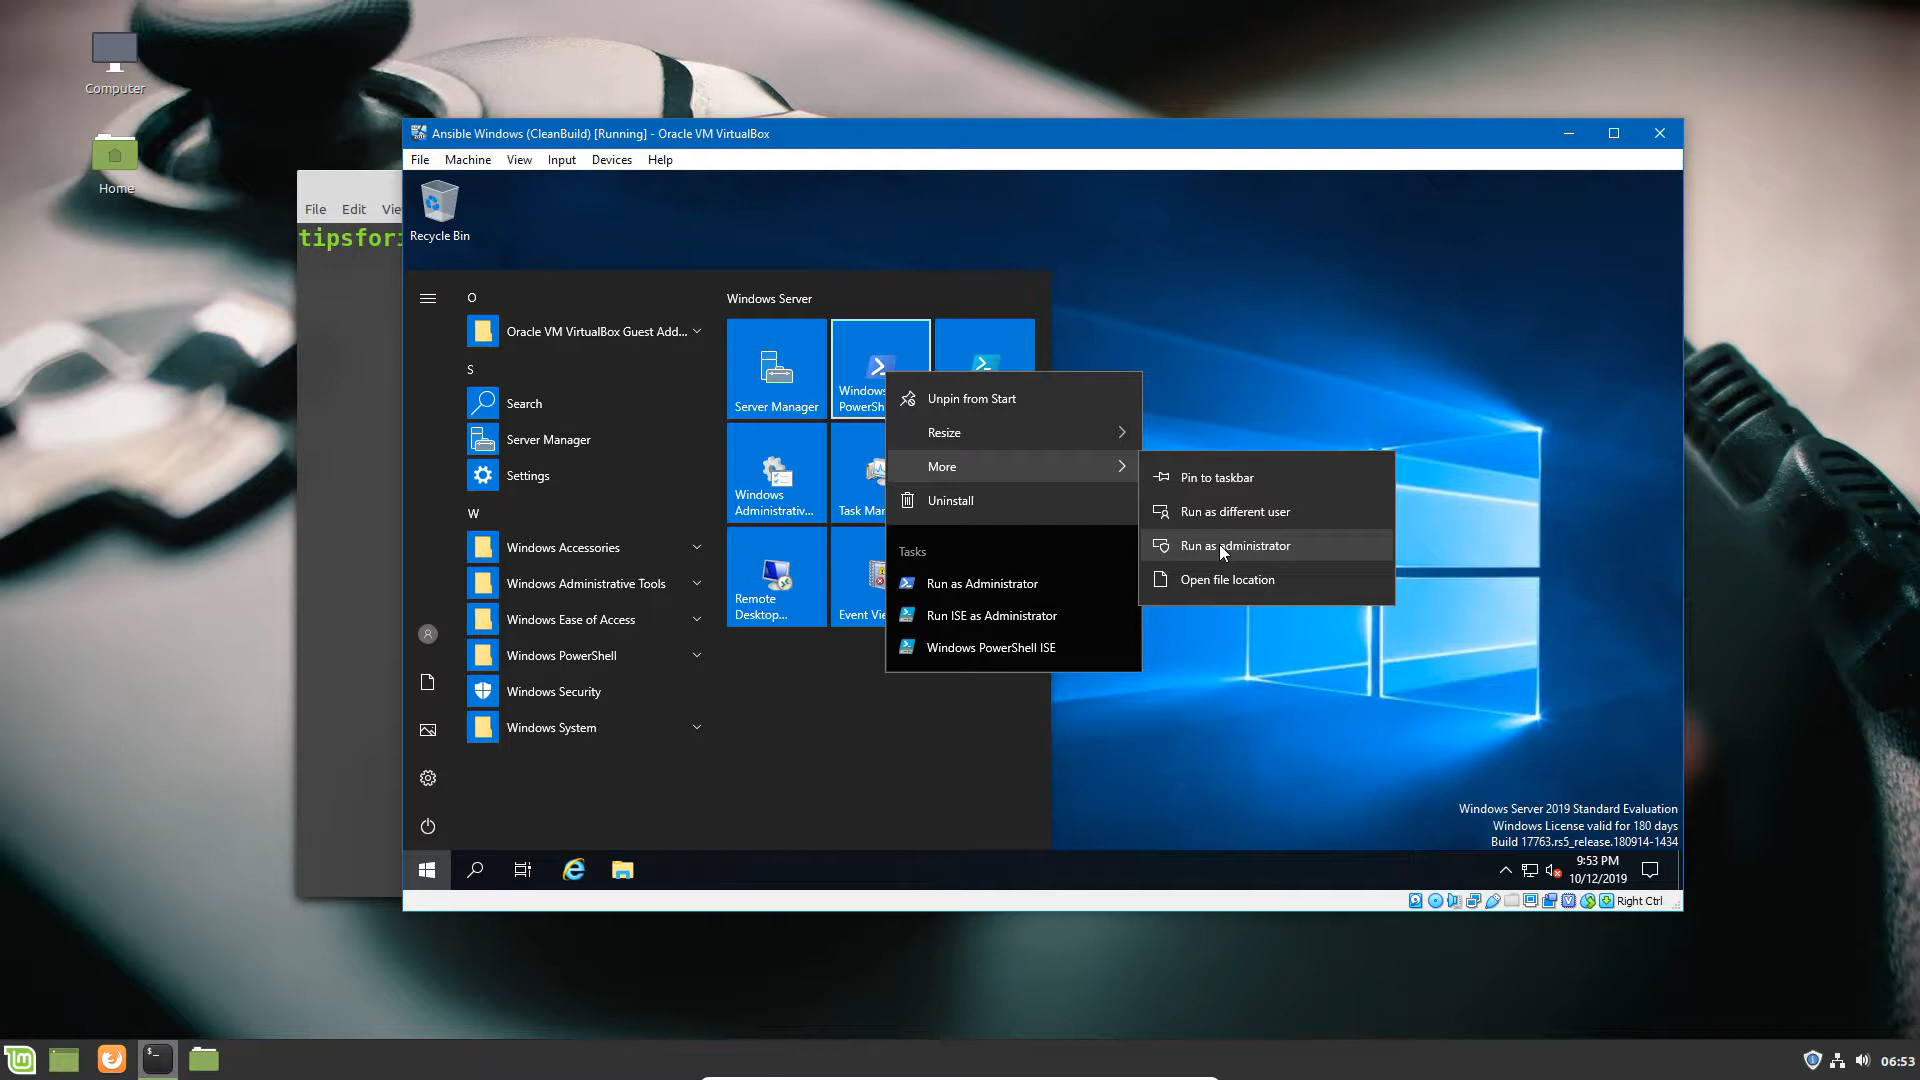 Computer
Home
File Edit
tipsfor
Ansible Windows (CleanBuild) [Running] - Oracle VM VirtualBox
File Machine View Input Devices Help
Recycle Bin
O
Oracle VM VirtualBox Guest Add...
S
Search
Server Manager
Settings
W
Windows Accessories
Windows Administrative Tools
Windows Ease of Access
Windows PowerShell
Windows Security
Windows System
Windows Server
Server Manager
Windows
PowerSh
Windows
Administrativ...
Task Mar
Remote
Desktop...
Event Vie
Unpin from Start
Resize
More
Uninstall
Tasks
Run as Administrator
Run ISE as Administrator
Windows PowerShell ISE
Pin to taskbar
Run as different user
Run as administrator
Open file location
Windows Server 2019 Standard Evaluation
Windows License valid for 180 days
Build 17763.rs5_release.180914-1434
9:53 PM
10/12/2019
Right Ctrl
06:53